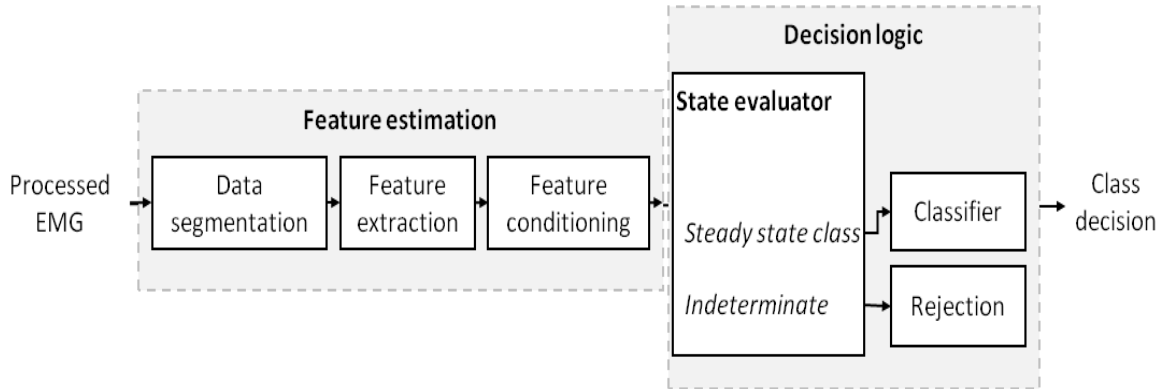 Decision logic
State evaluator
Feature estimation
Processed
EMG
Data
segmentation
Feature
extraction
Feature
conditioning
Steady state class
Indeterminate
Classifier
Rejection
Class
decision